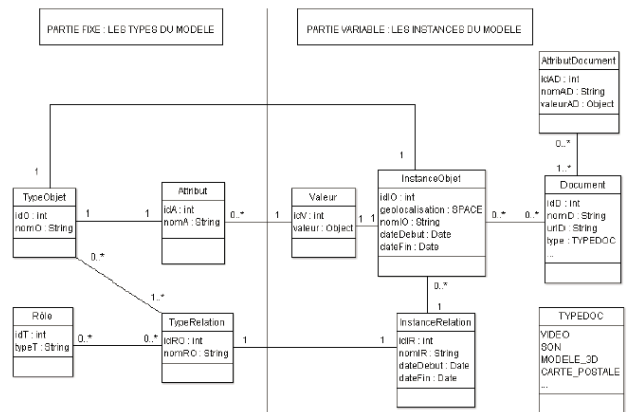 PARTIE FIXE : LES TYPES DU MODELE
PARTIE VARIABLE : LES INSTANCES DU MODELE
AttributDocument
idAD : int
nomAD : String
valeurAD : Object
0..*
1..*
1
1
TypeObjet
idO : int
nomO : String
1
1
Attribut
idA : int
nomA : String
0..*
1
Valeur
idV : int
valeur : Object
1
1
InstanceObjet
idIO : int
geolocalisation : SPACE
nomIO : String
dateDebut : Date
dateFin : Date
0..*
0..*
Document
idD : int
nomD : String
urlD : String
type : TYPEDOC
...
0..*
1..*
0..*
1
Rôle
idT : int
typeT : String
0..*
0..*
TypeRelation
idRO : int
nomRO : String
1
1
InstanceRelation
idIR : int
nomIR : String
dateDebut : Date
dateFin : Date
TYPEDOC
VIDEO
SON
MODELE_3D
CARTE_POSTALE
...